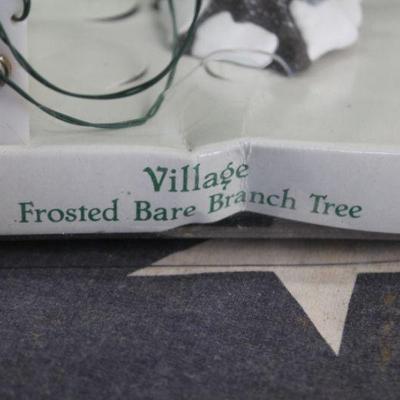 Village
Frosted Bare Branch Tree